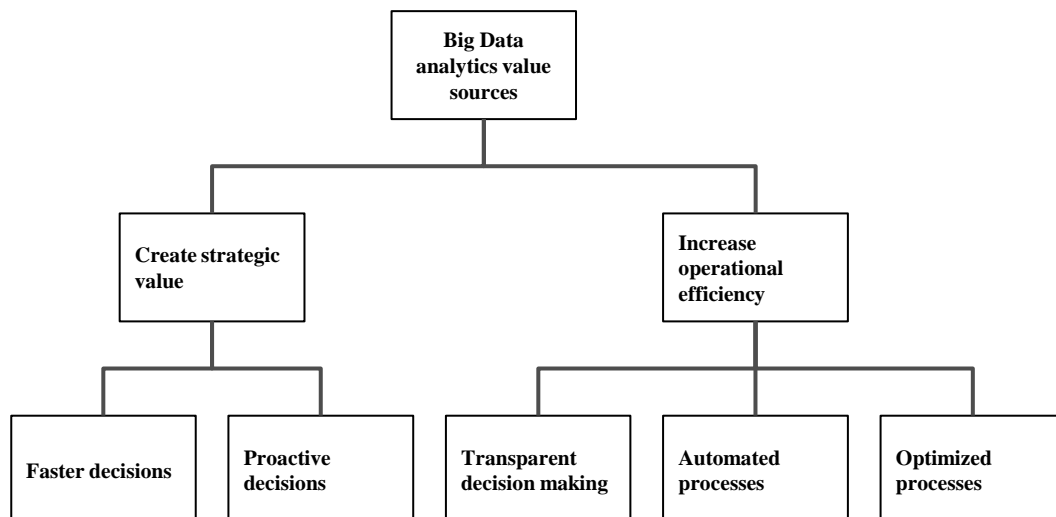 Big Data
analytics value
sources
Create strategic
value
Increase
operational
efficiency
Faster decisions
Proactive
decisions
Transparent
decision making
Automated
processes
Optimized
processes